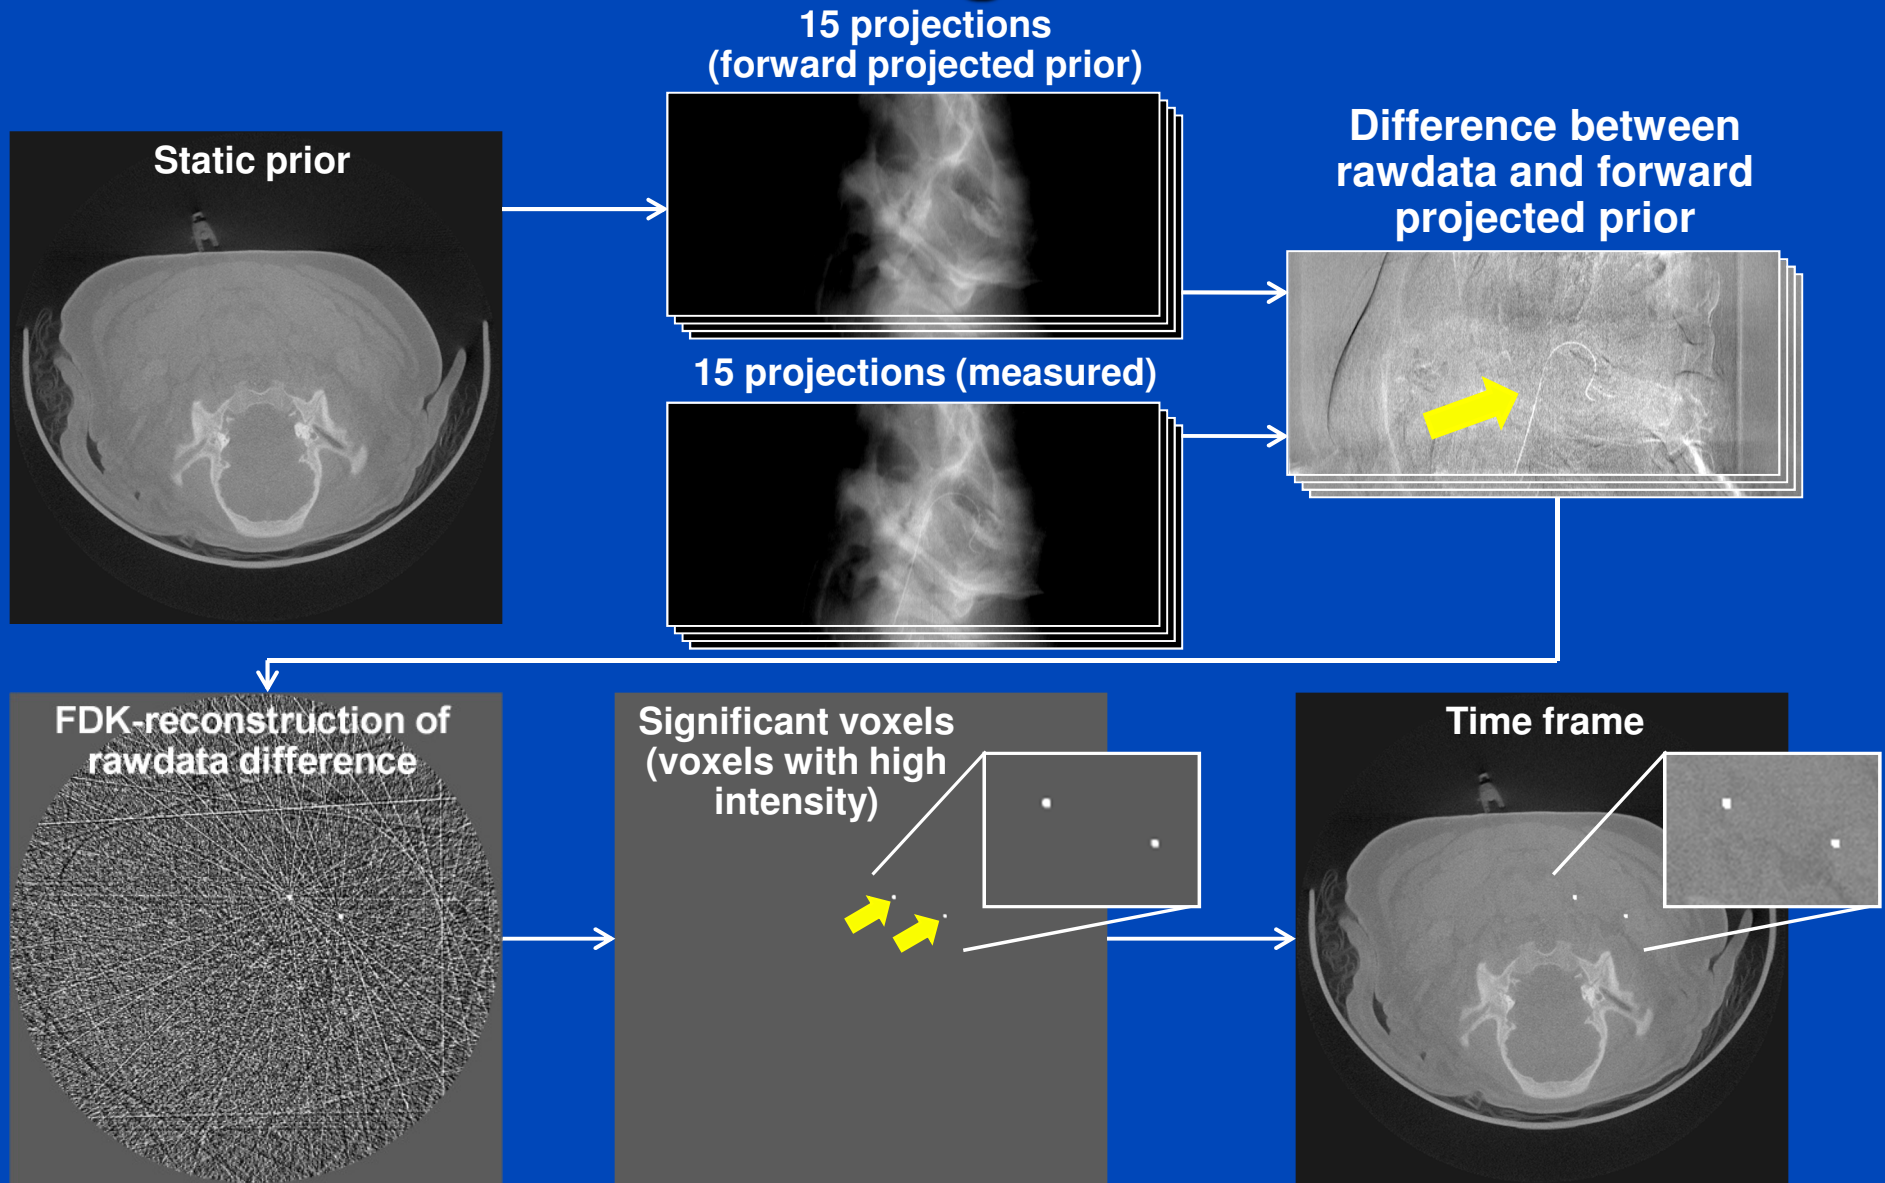 15 projections
(forward projected prior)
Static prior
Difference between
rawdata and forward
projected prior
15 projections (measured)
FDK-reconstruction of
rawdata difference
Significant voxels
(voxels with high
intensity)
Time frame